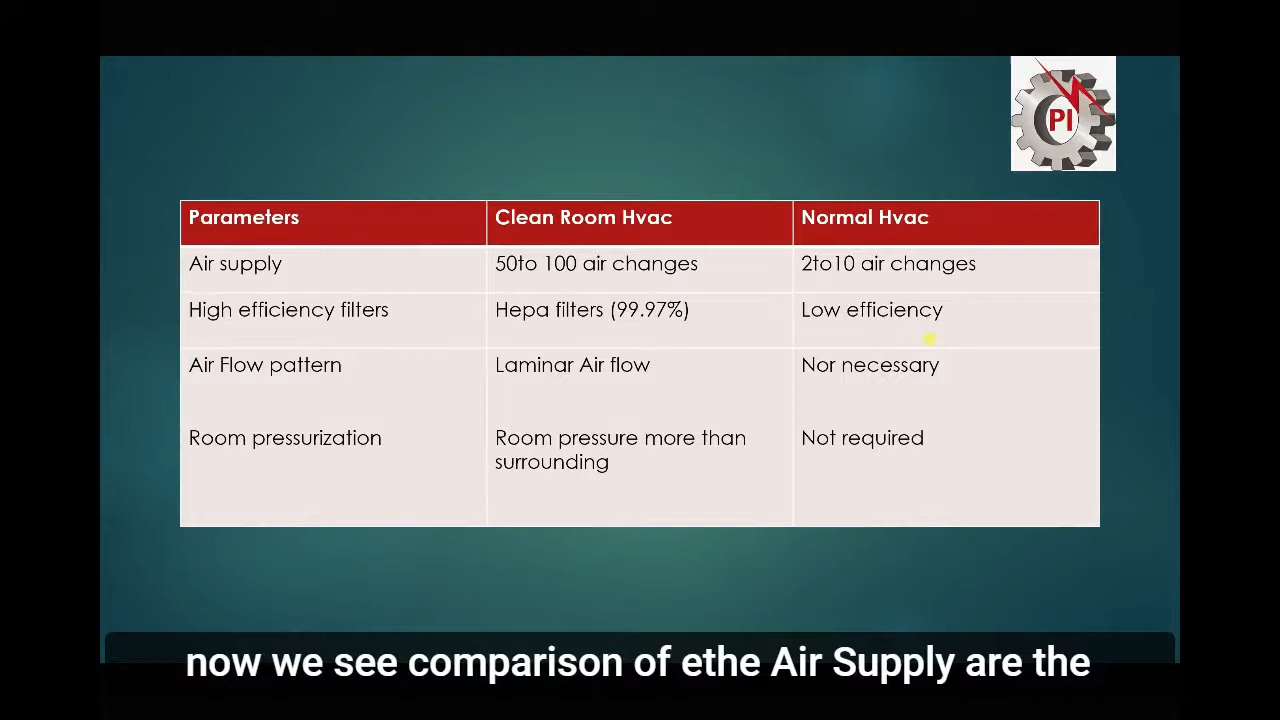 PI
Parameters Clean Room Hvac Normal Hvac
Air supply 50to 100 air changes 2to10 air changes
High efficiency filters Hepa filters (99.97%) Low efficiency
Air Flow pattern Laminar Air flow Nor necessary
Room pressurization Room pressure more than Not required
surrounding
now we see comparison of ethe Air Supply are the